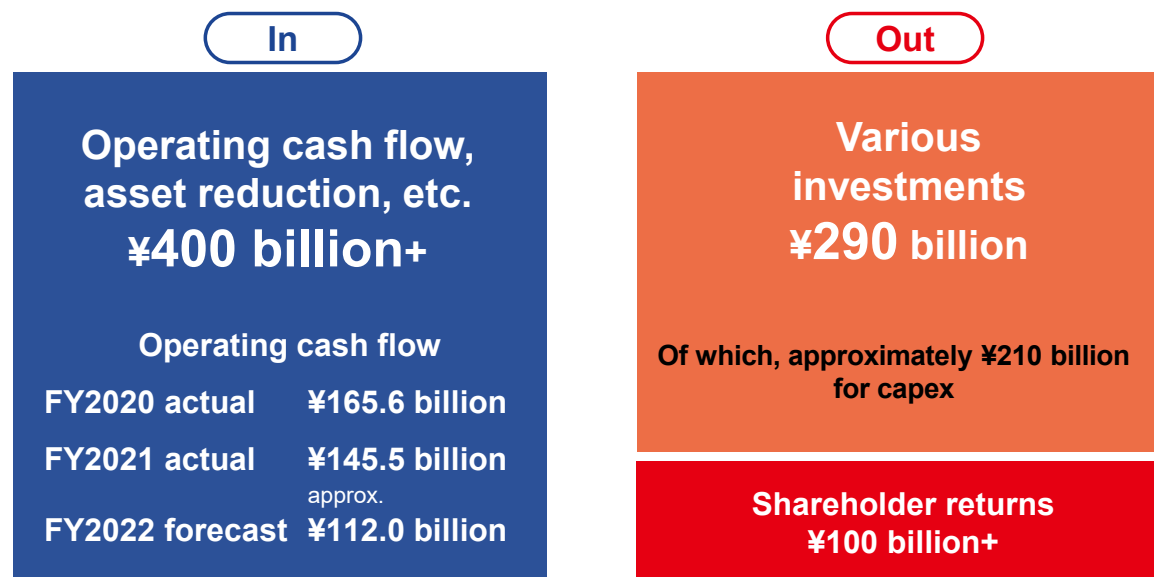 In
Operating cash flow,
asset reduction, etc.
¥400 billion+
Operating cash flow
FY2020 actual ¥165.6 billion
FY2021 actual ¥145.5 billion
approx.
FY2022 forecast ¥112.0 billion
Out
Various
investments
¥290 billion
Of which, approximately ¥210 billion
for capex
Shareholder returns
¥100 billion+